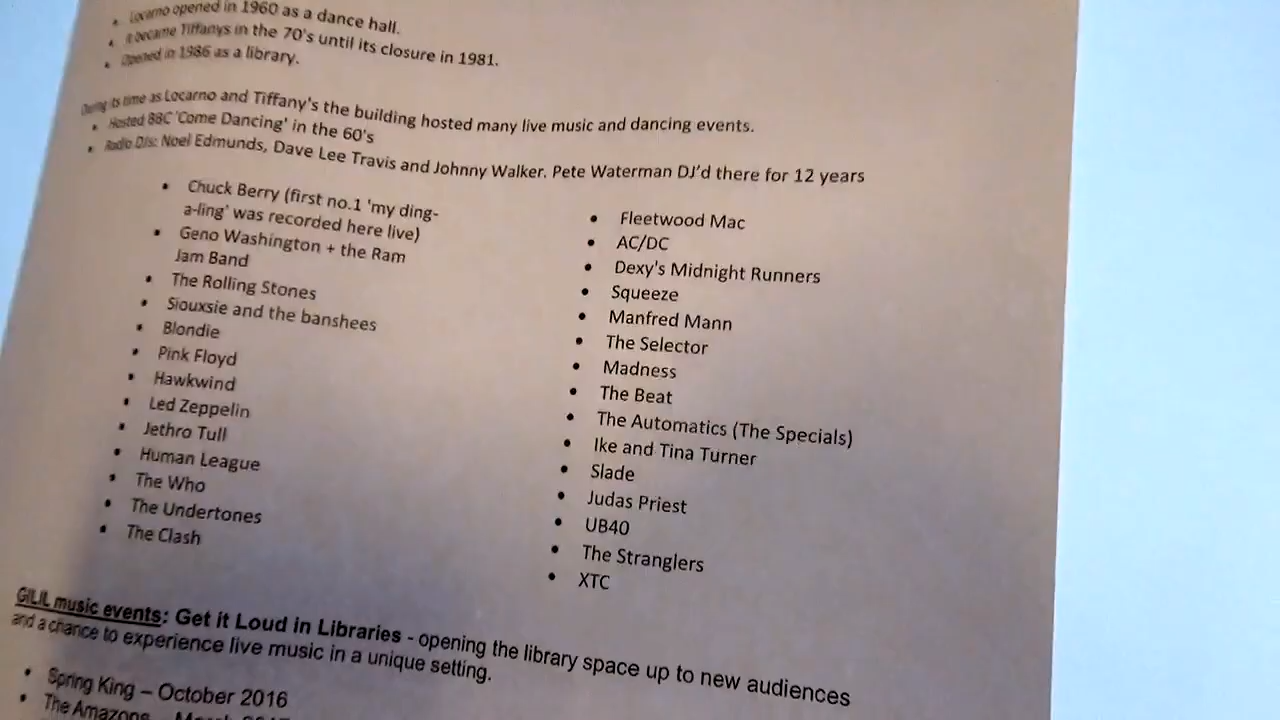 • Locarno opened in 1960 as a dance hall.
• It became Tiffanys in the 70's until its closure in 1981.
• Opened in 1986 as a library.
During its time as Locarno and Tiffany's the building hosted many live music and dancing events.
• Hosted BBC 'Come Dancing' in the 60's
• Radio DJs: Noel Edmunds, Dave Lee Travis and Johnny Walker. Pete Waterman DJ'd there for 12 years
• Chuck Berry (first no.1 'my ding-
a-ling' was recorded here live)
• Geno Washington + the Ram
Jam Band
• The Rolling Stones
• Siouxsie and the banshees
• Blondie
• Pink Floyd
• Hawkwind
• Led Zeppelin
• Jethro Tull
• Human League
• The Who
• The Undertones
• The Clash
• Fleetwood Mac
• AC/DC
• Dexy's Midnight Runners
• Squeeze
• Manfred Mann
• The Selector
• Madness
• The Beat
• The Automatics (The Specials)
• Ike and Tina Turner
• Slade
• Judas Priest
• UB40
• The Stranglers
• XTC
GiLIL music events: Get it Loud in Libraries - opening the library space up to new audiences
and a chance to experience live music in a unique setting.
• Spring King – October 2016
• The Amazons –